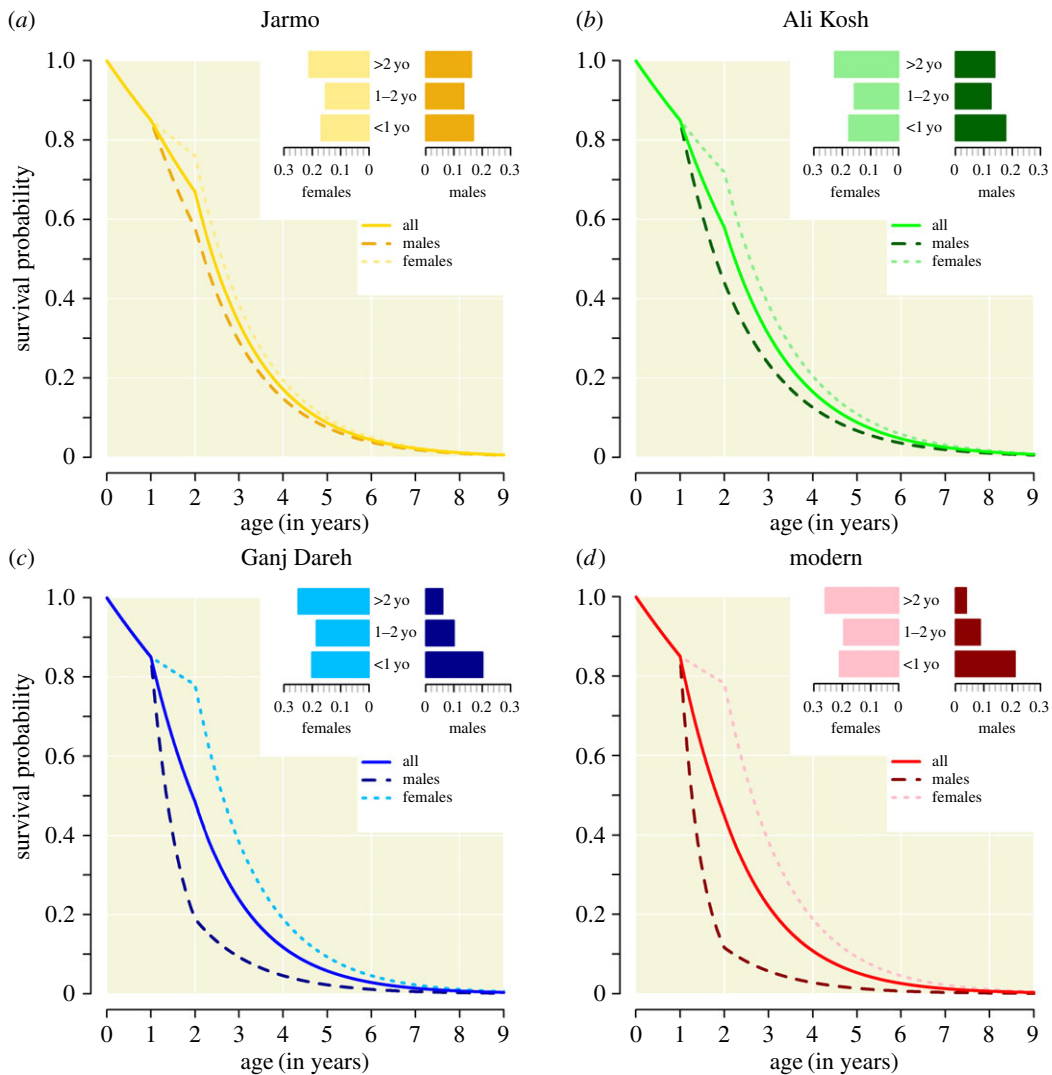 (a) Jarmo
1.0
0.8
0.6
0.4
0.2
0
survival probability
>2 yo
1–2 yo
<1 yo
0.3 0.2 0.1 0 0 0.1 0.2 0.3
females males
all
males
females
0 1 2 3 4 5 6 7 8 9
age (in years)
(b) Ali Kosh
1.0
0.8
0.6
0.4
0.2
0
>2 yo
1–2 yo
<1 yo
0.3 0.2 0.1 0 0 0.1 0.2 0.3
females males
all
males
females
0 1 2 3 4 5 6 7 8 9
age (in years)
(c) Ganj Dareh
1.0
0.8
0.6
0.4
0.2
0
survival probability
>2 yo
1–2 yo
<1 yo
0.3 0.2 0.1 0 0 0.1 0.2 0.3
females males
all
males
females
0 1 2 3 4 5 6 7 8 9
age (in years)
(d) modern
1.0
0.8
0.6
0.4
0.2
0
>2 yo
1–2 yo
<1 yo
0.3 0.2 0.1 0 0 0.1 0.2 0.3
females males
all
males
females
0 1 2 3 4 5 6 7 8 9
age (in years)